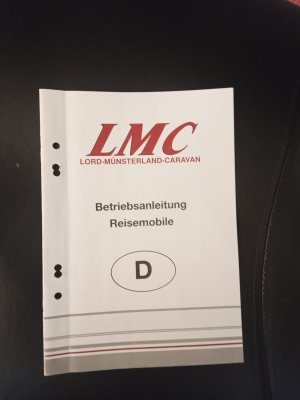 LMC
LORD-MÜNSTERLAND-CARAVAN
Betriebsanleitung
Reisemobile
D